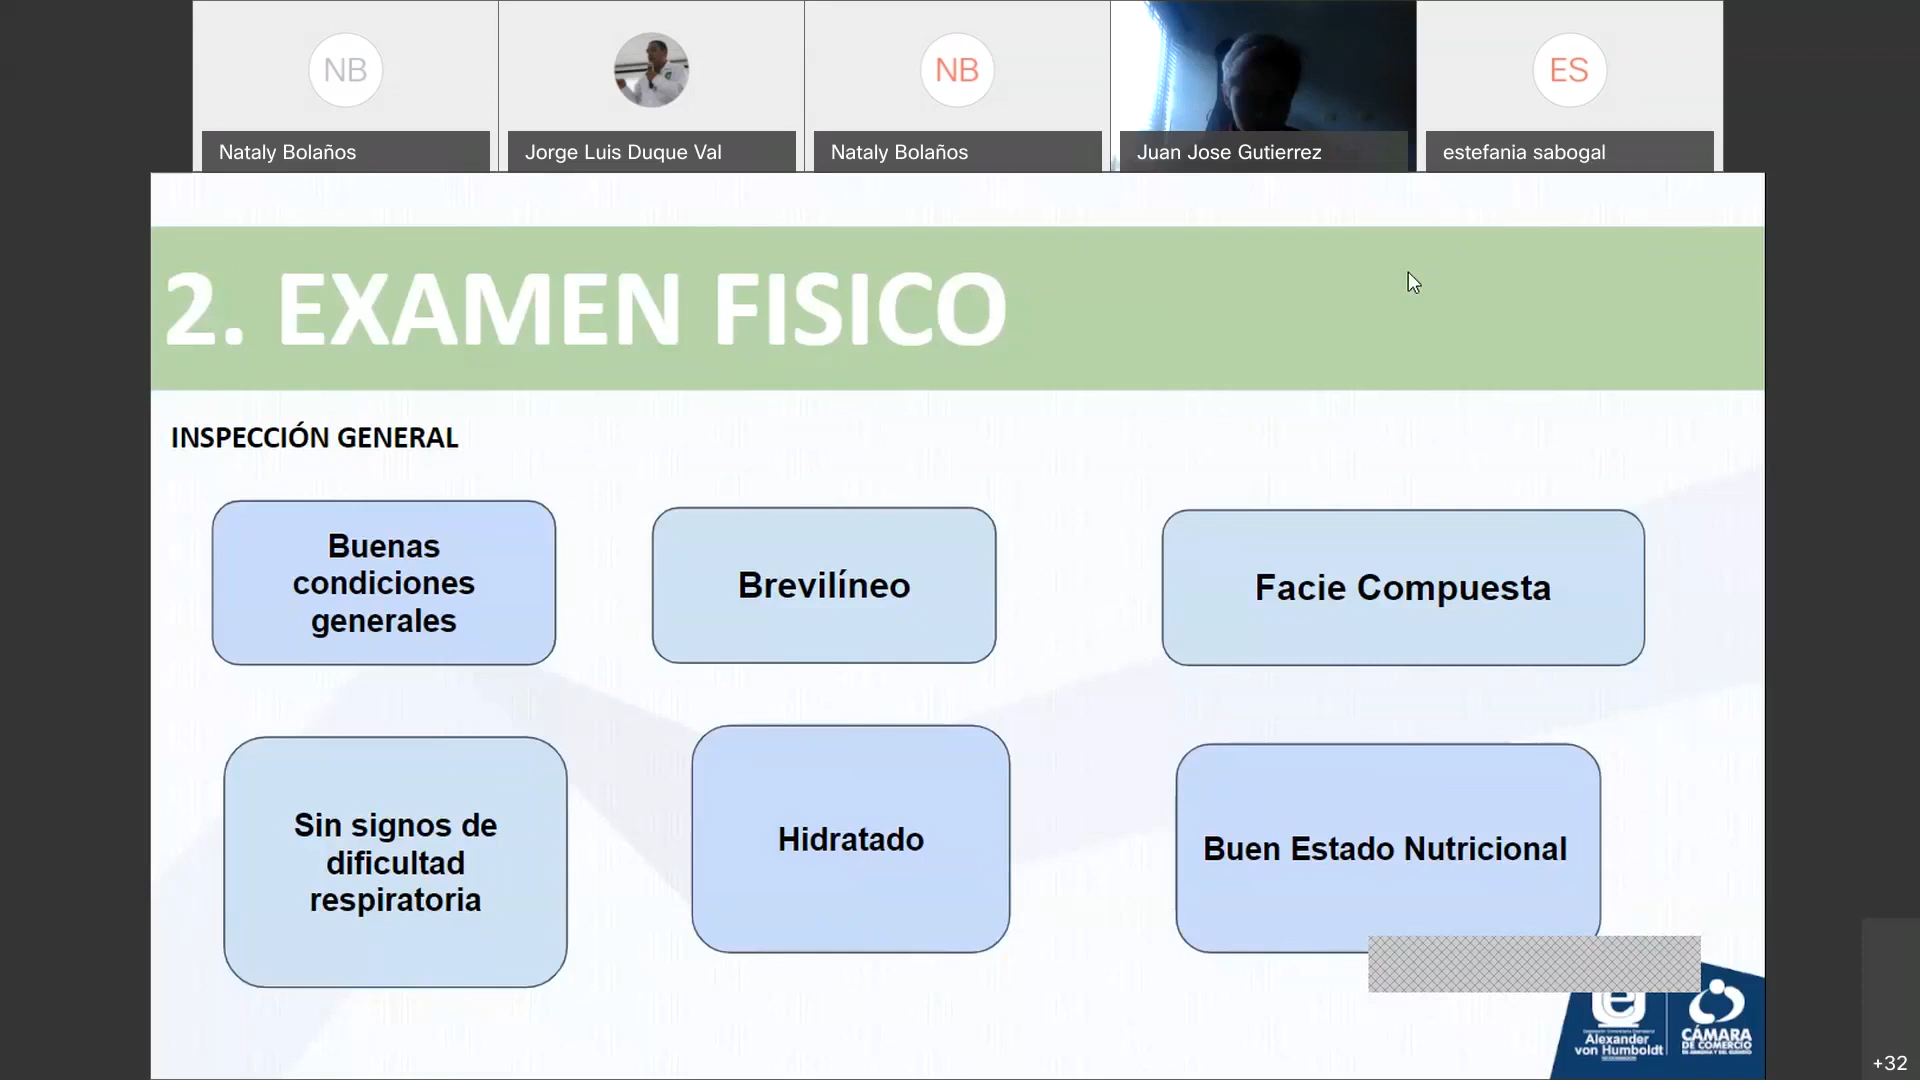 NB
NB
ES
Nataly Bolaños
Jorge Luis Duque Val
Nataly Bolaños
Juan Jose Gutierrez
estefania sabogal
2. EXAMEN FISICO
INSPECCIÓN GENERAL
Buenas
condiciones
generales
Brevilíneo
Facie Compuesta
Sin signos de
dificultad
respiratoria
Hidratado
Buen Estado Nutricional
Alexander
von Humboldt
CÁMARA
DE COMERCIO
+32